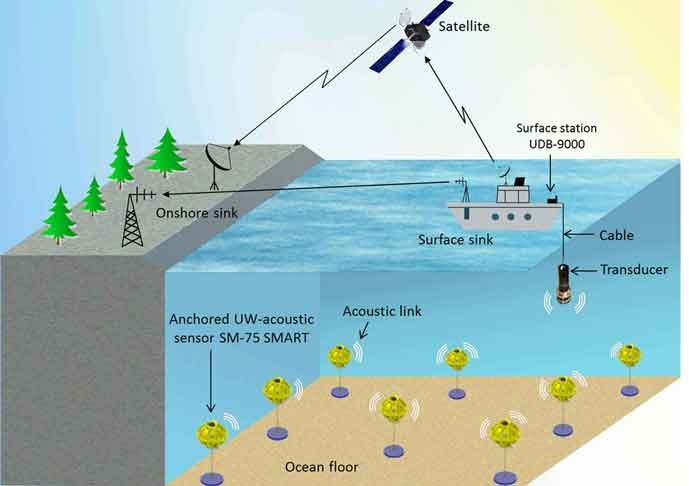 Satellite
Surface station
UDB-9000
Onshore sink
Surface sink
Cable
Transducer
Anchored UW-acoustic
sensor SM-75 SMART
Acoustic link
Ocean floor